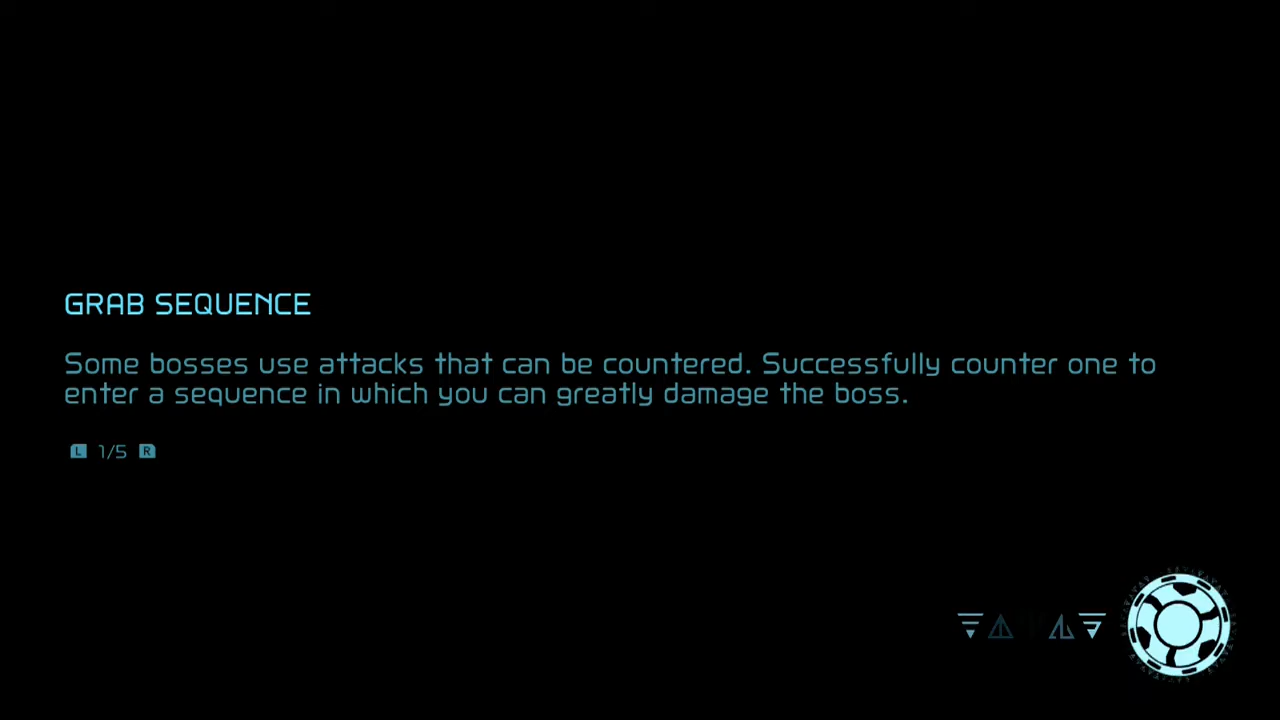 GRAB SEQUENCE
Some bosses use attacks that can be countered. Successfully counter one to
enter a sequence in which you can greatly damage the boss.
L 1/5 R